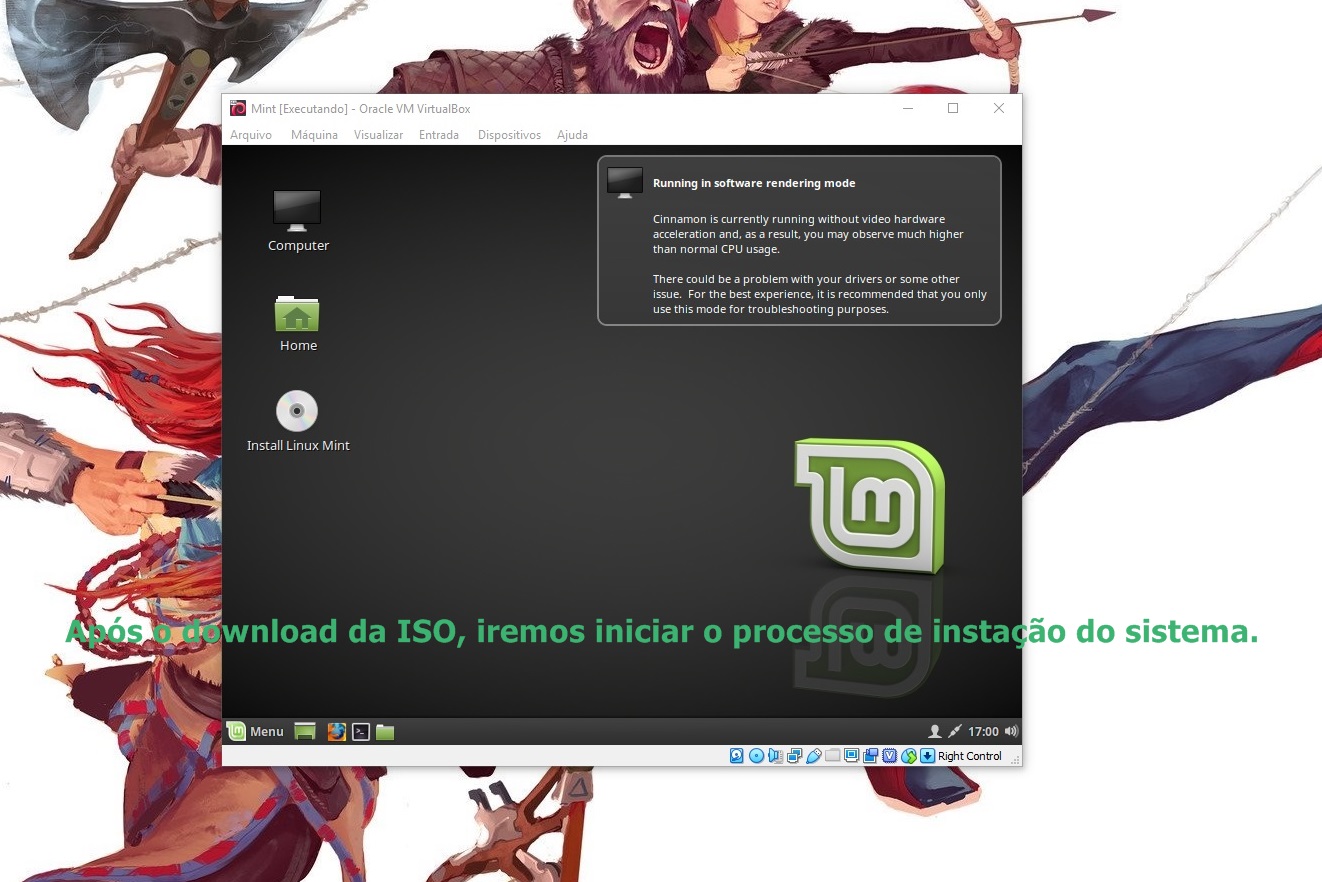 Mint [Executando] - Oracle VM VirtualBox
Arquivo Máquina Visualizar Entrada Dispositivos Ajuda
Running in software rendering mode
Cinnamon is currently running without video hardware
acceleration and, as a result, you may observe much higher
than normal CPU usage.
There could be a problem with your drivers or some other
issue. For the best experience, it is recommended that you only
use this mode for troubleshooting purposes.
Computer
Home
Install Linux Mint
Após o download da ISO, iremos iniciar o processo de instação do sistema.
Menu 17:00
Right Control